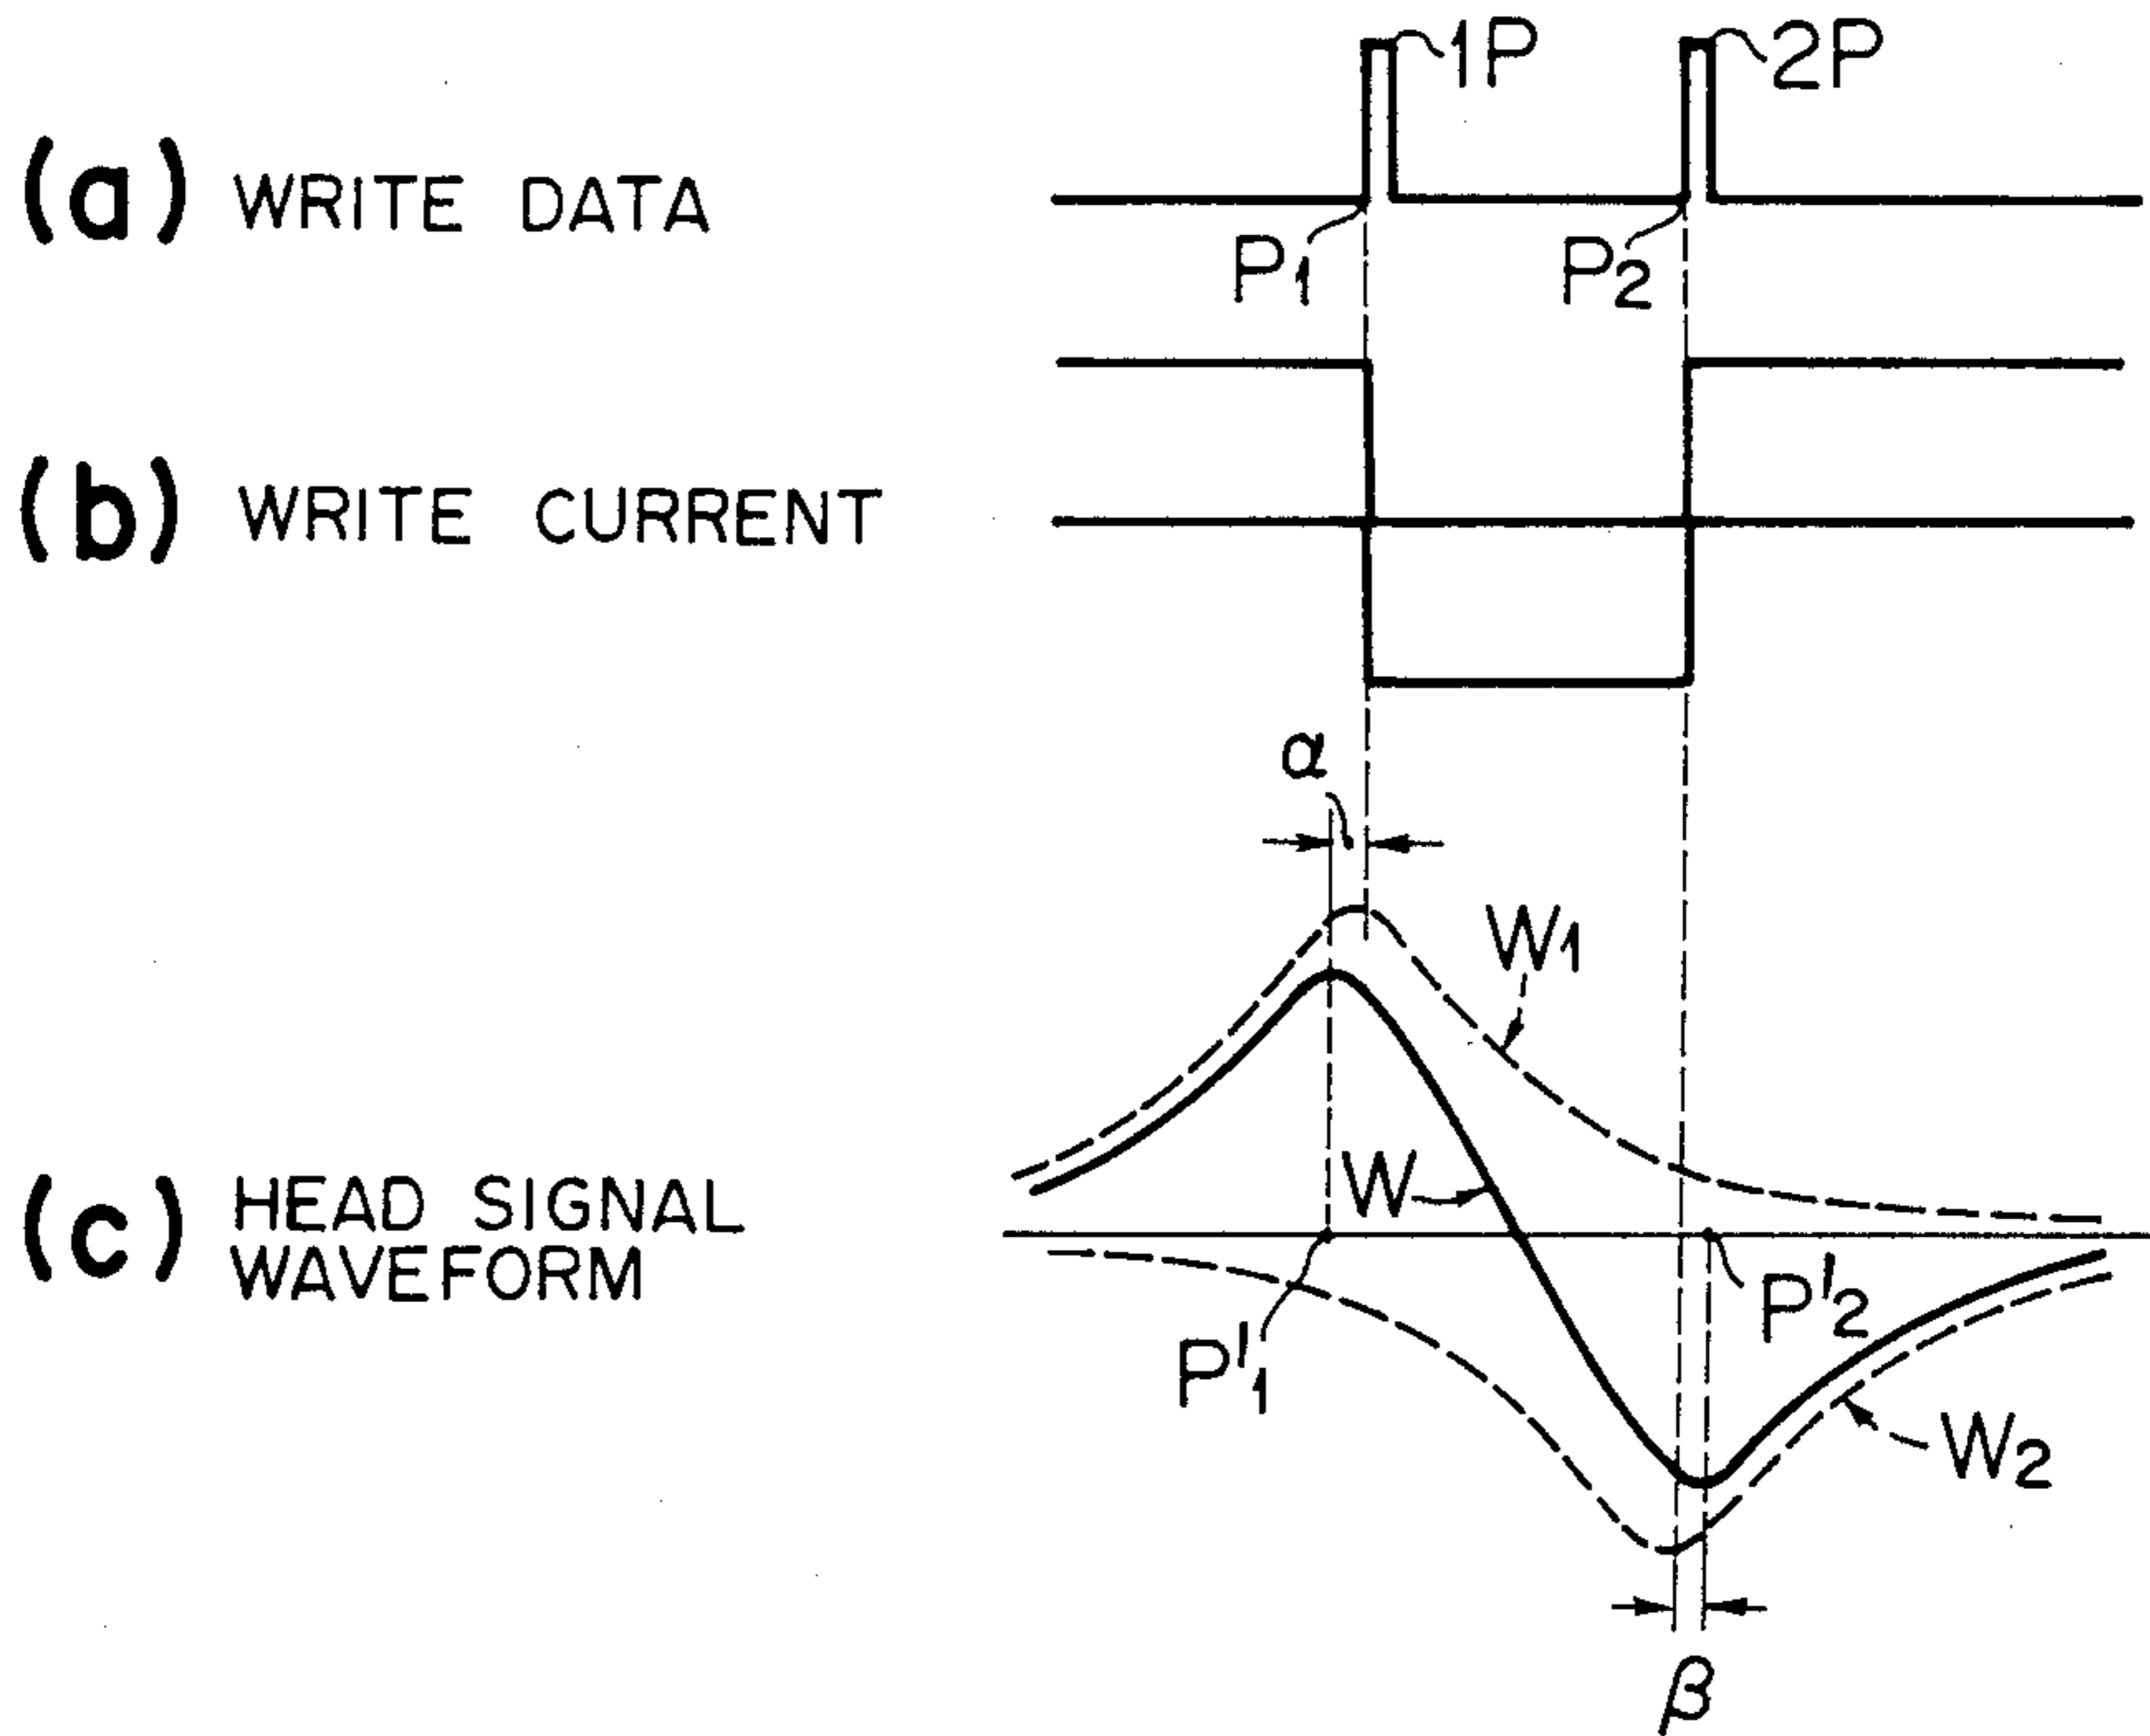 1P
2P
(a) WRITE DATA
P1
P2
(b) WRITE CURRENT
α
W1
W
(c) HEAD SIGNAL
WAVEFORM
P'1
P'2
W2
β